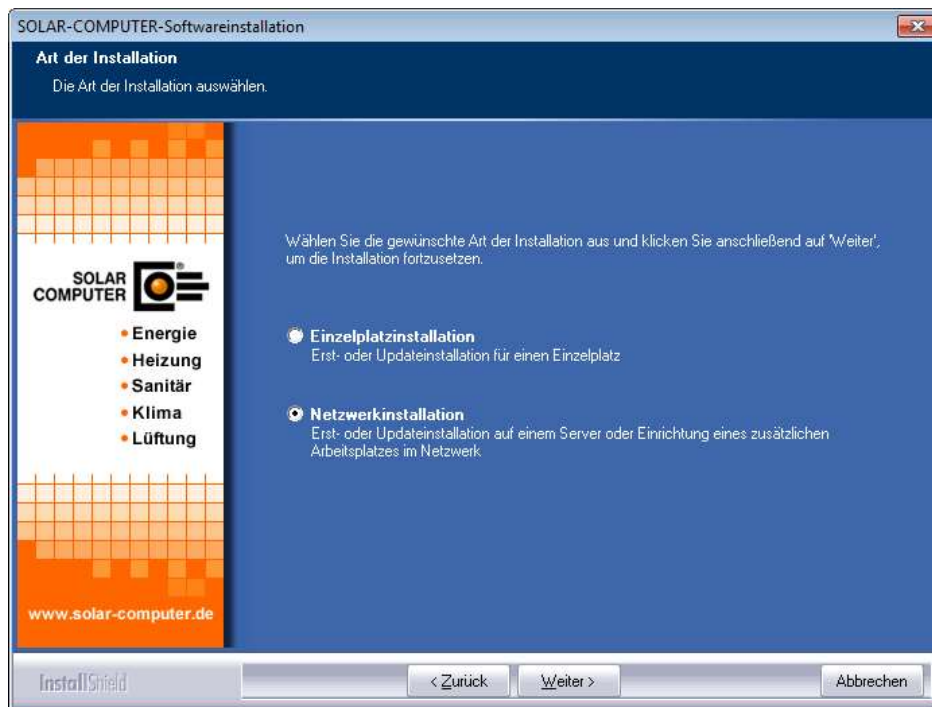 SOLAR-COMPUTER-Softwareinstallation
Art der Installation
Die Art der Installation auswählen.
SOLAR
COMPUTER
®
• Energie
• Heizung
• Sanitär
• Klima
• Lüftung
www.solar-computer.de
Wählen Sie die gewünschte Art der Installation aus und klicken Sie anschließend auf 'Weiter',
um die Installation fortzusetzen.
Einzelplatzinstallation
Erst- oder Updateinstallation für einen Einzelplatz
Netzwerkinstallation
Erst- oder Updateinstallation auf einem Server oder Einrichtung eines zusätzlichen
Arbeitsplatzes im Netzwerk
InstallShield
< Zurück
Weiter >
Abbrechen